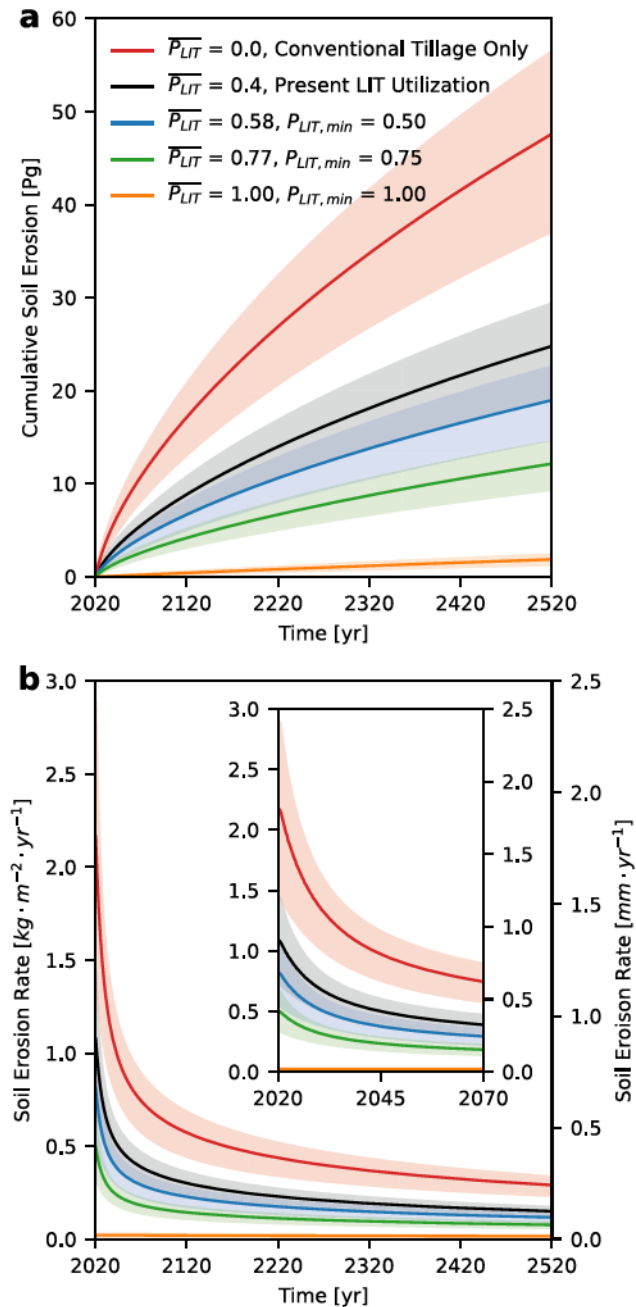 a
60
50
40
30
20
10
0
Cumulative Soil Erosion [Pg]
P_LIT = 0.0, Conventional Tillage Only
P_LIT = 0.4, Present LIT Utilization
P_LIT = 0.58, P_LIT,min = 0.50
P_LIT = 0.77, P_LIT,min = 0.75
P_LIT = 1.00, P_LIT,min = 1.00
2020 2120 2220 2320 2420 2520
Time [yr]
b
3.0
2.5
2.0
1.5
1.0
0.5
0.0
Soil Erosion Rate [kg · m⁻² · yr⁻¹]
3.0
2.5
2.0
1.5
1.0
0.5
0.0
2.5
2.0
1.5
1.0
0.5
0.0
2020 2045 2070
2.5
2.0
1.5
1.0
0.5
0.0
Soil Eroison Rate [mm · yr⁻¹]
2020 2120 2220 2320 2420 2520
Time [yr]